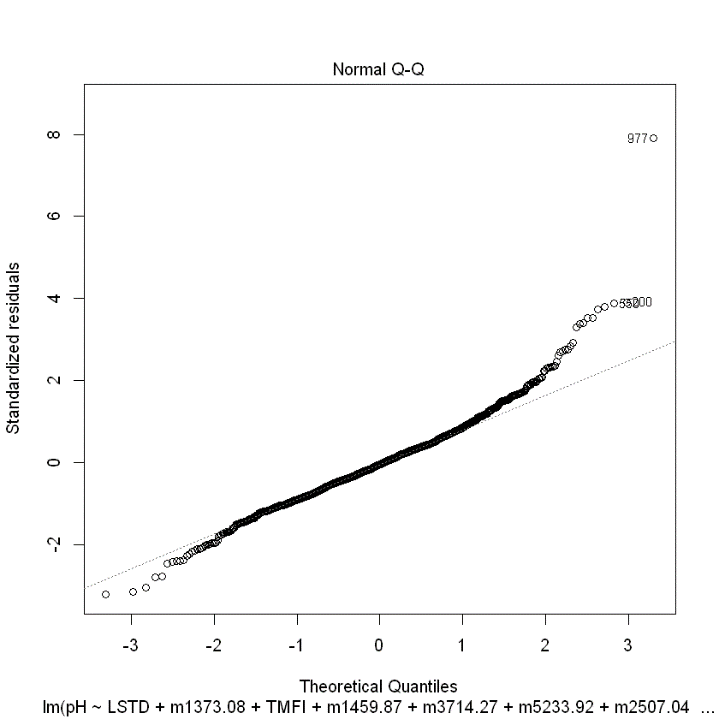 Normal Q-Q
8
6
4
2
0
-2
977
200
Standardized residuals
-3 -2 -1 0 1 2 3
Theoretical Quantiles
lm(pH ~ LSTD + m1373.08 + TMFI + m1459.87 + m3714.27 + m5233.92 + m2507.04 ...